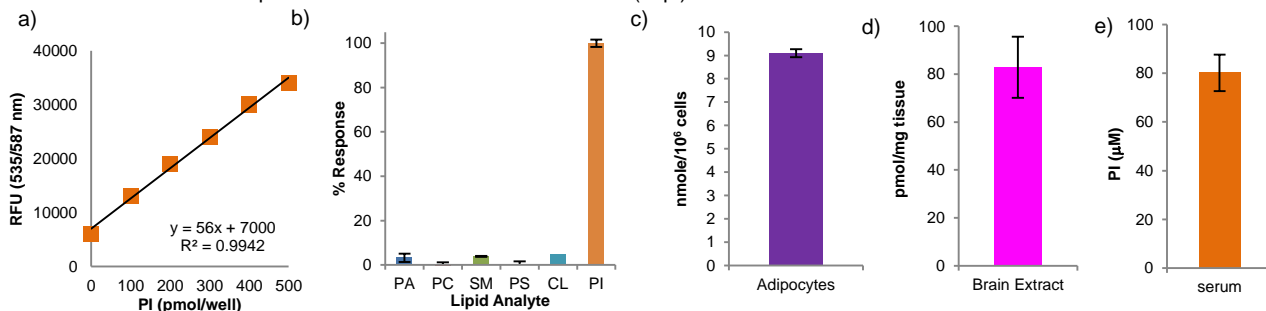 a)
RFU (535/587 nm)
40000
30000
20000
10000
0
y = 56x + 7000
R² = 0.9942
0 100 200 300 400 500
PI (pmol/well)
b)
% Response
100
80
60
40
20
0
PA PC SM PS CL PI
Lipid Analyte
c)
nmole/10⁶ cells
10
9
8
7
6
5
4
3
2
1
0
Adipocytes
d)
pmol/mg tissue
100
80
60
40
20
0
Brain Extract
e)
PI (µM)
100
80
60
40
20
0
serum